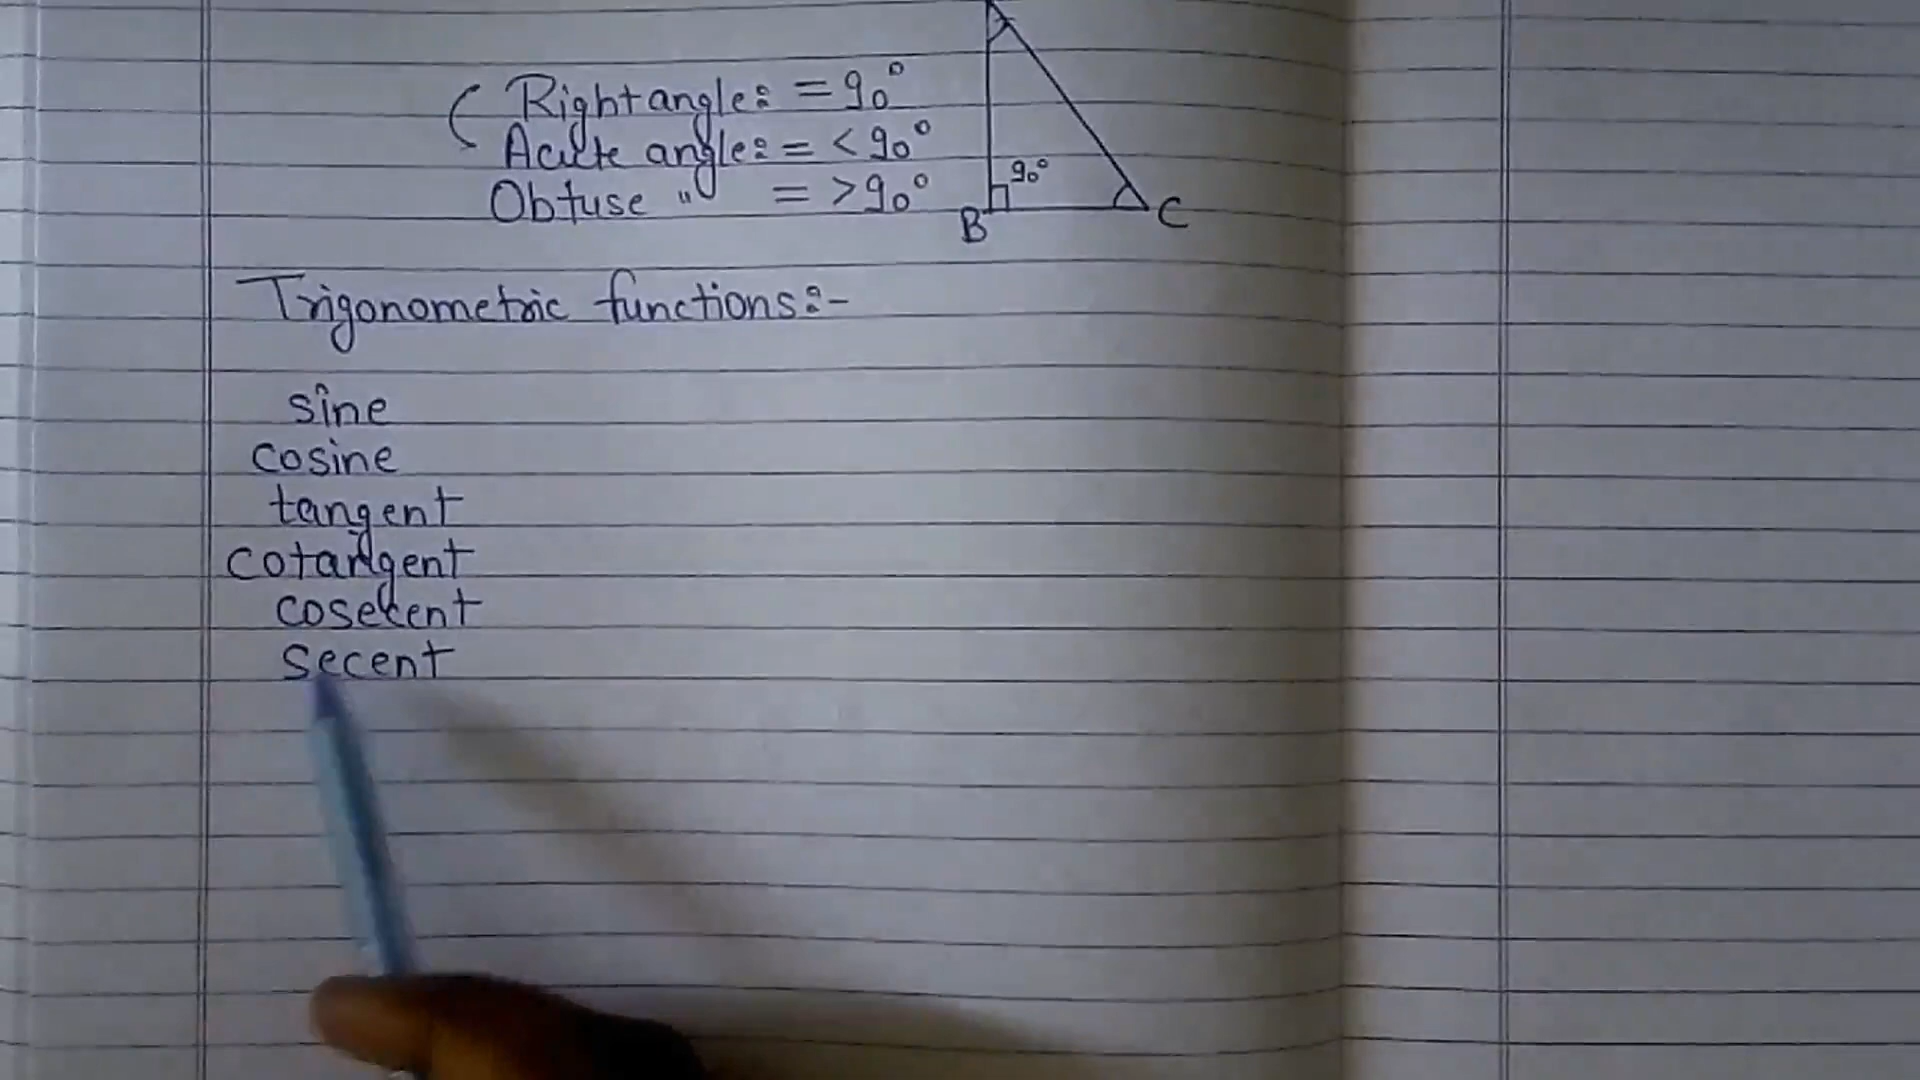 ( Right angle: = 90°
Acute angle: = < 90°
Obtuse " = > 90°
90°
B
C
Trigonometric functions:-
sine
cosine
tangent
cotangent
cosecent
secent